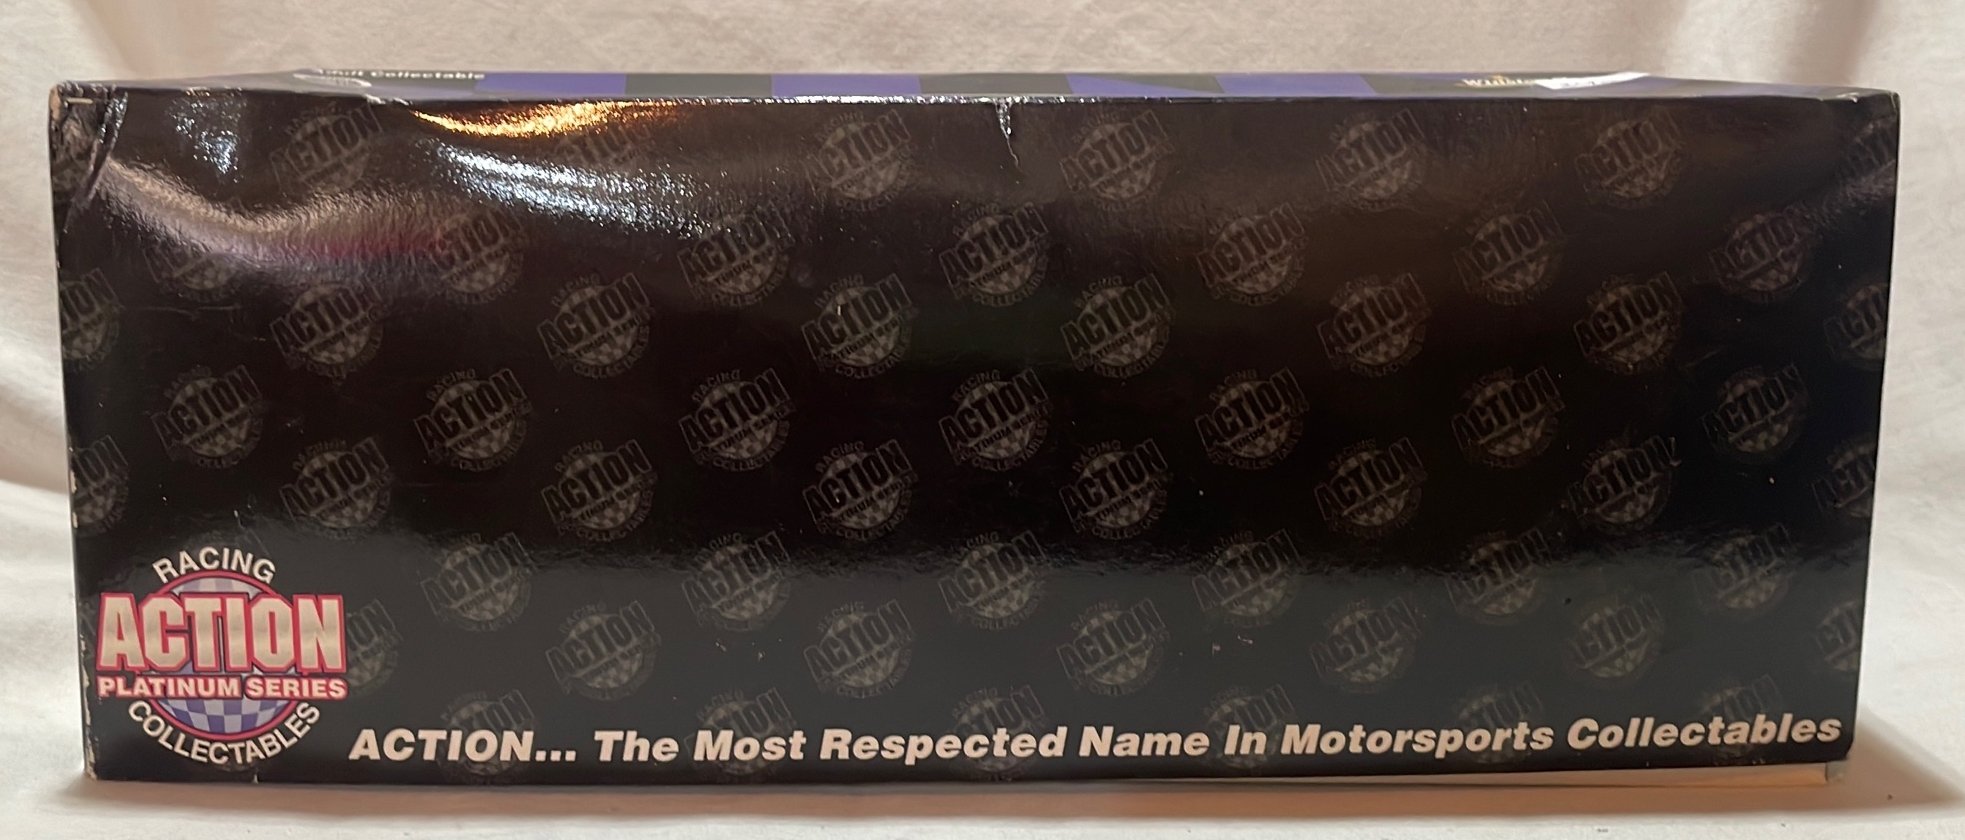 Collectable
RACING
ACTION
PLATINUM SERIES
COLLECTABLES
ACTION... The Most Respected Name In Motorsports Collectables